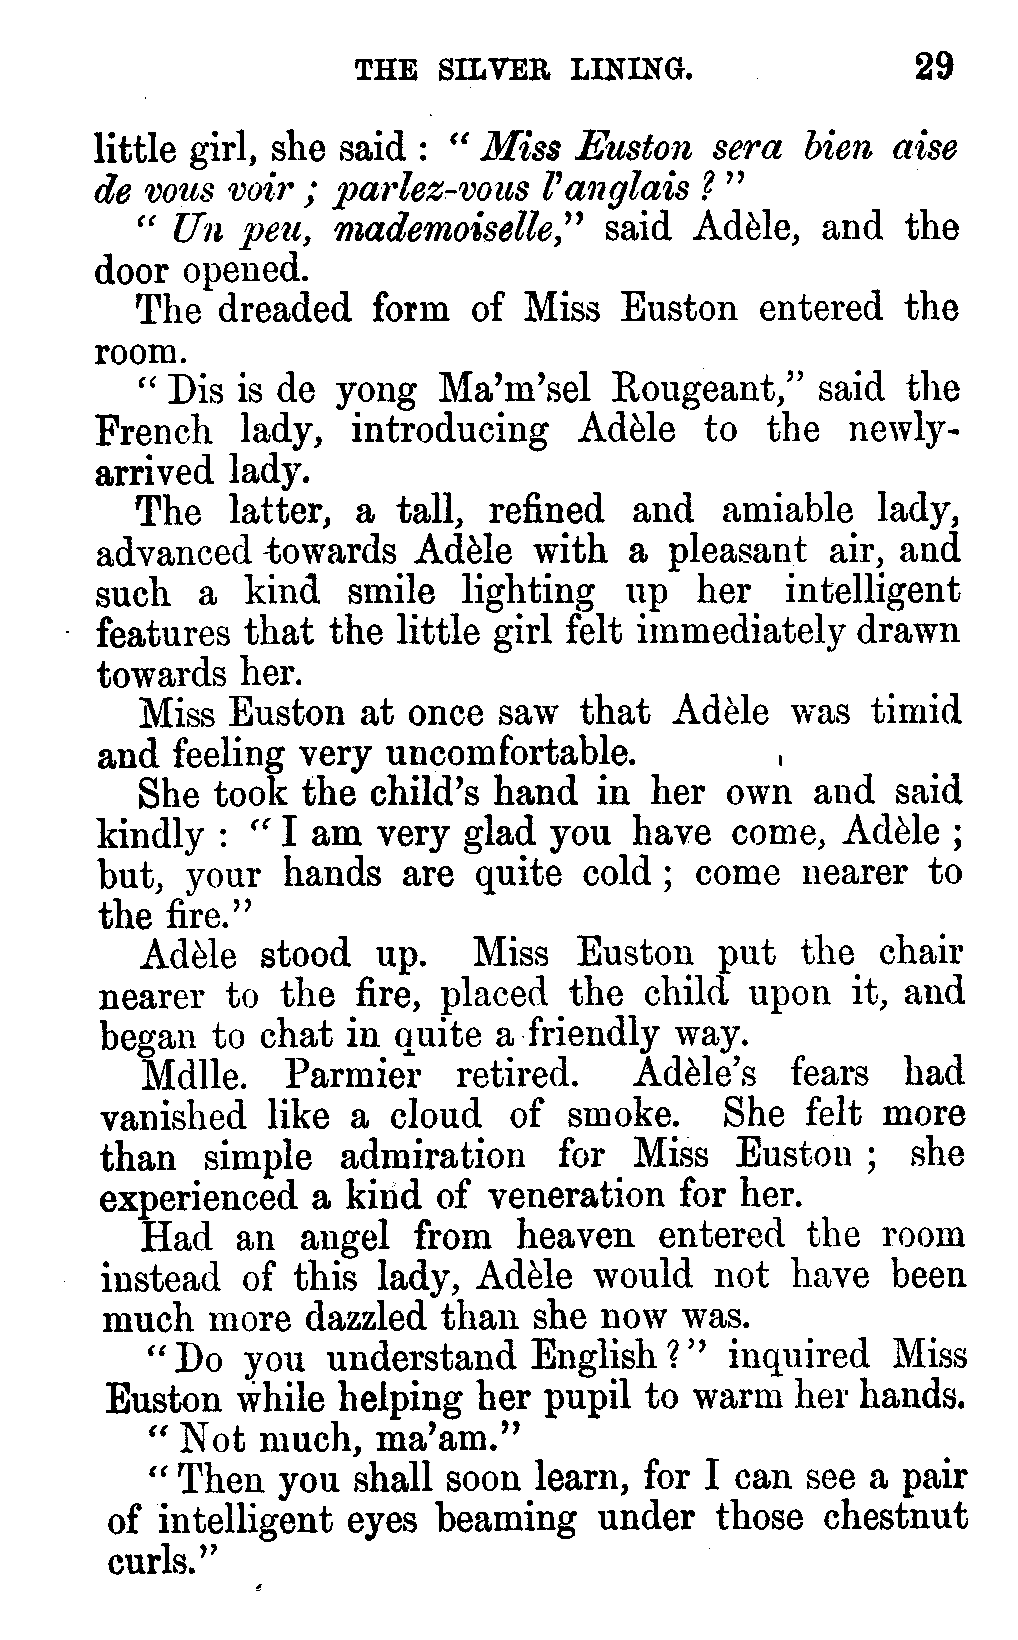 THE SILVER LINING. 29
little girl, she said : " Miss Euston sera bien aise
de vous voir ; parlez-vous l'anglais ? "
" Un peu, mademoiselle," said Adèle, and the
door opened.
The dreaded form of Miss Euston entered the
room.
" Dis is de yong Ma'm'sel Rougeant," said the
French lady, introducing Adèle to the newly-
arrived lady.
The latter, a tall, refined and amiable lady,
advanced towards Adèle with a pleasant air, and
such a kind smile lighting up her intelligent
features that the little girl felt immediately drawn
towards her.
Miss Euston at once saw that Adèle was timid
and feeling very uncomfortable.
She took the child's hand in her own and said
kindly : " I am very glad you have come, Adèle ;
but, your hands are quite cold ; come nearer to
the fire."
Adèle stood up. Miss Euston put the chair
nearer to the fire, placed the child upon it, and
began to chat in quite a friendly way.
Mdlle. Parmier retired. Adèle's fears had
vanished like a cloud of smoke. She felt more
than simple admiration for Miss Euston ; she
experienced a kind of veneration for her.
Had an angel from heaven entered the room
instead of this lady, Adèle would not have been
much more dazzled than she now was.
" Do you understand English ? " inquired Miss
Euston while helping her pupil to warm her hands.
" Not much, ma'am."
" Then you shall soon learn, for I can see a pair
of intelligent eyes beaming under those chestnut
curls."